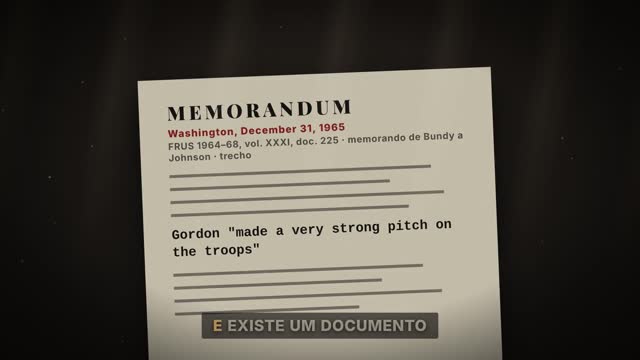 MEMORANDUM
Washington, December 31, 1965
FRUS 1964–68, vol. XXXI, doc. 225 · memorando de Bundy a
Johnson · trecho
Gordon "made a very strong pitch on
the troops"
E EXISTE UM DOCUMENTO